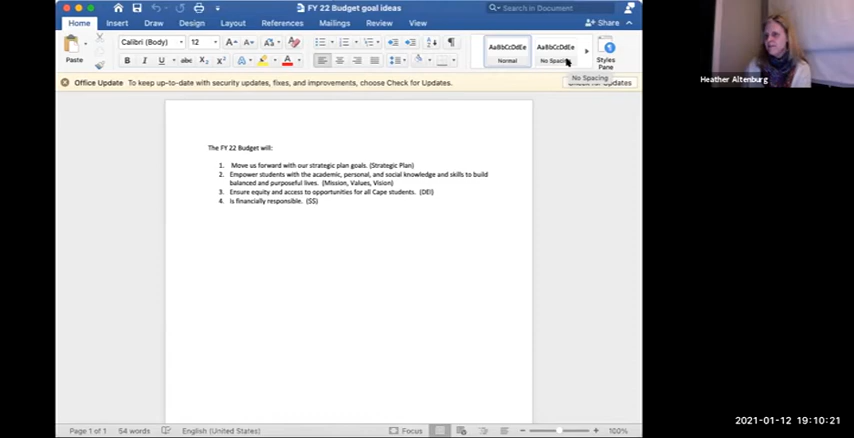 FY 22 Budget goal ideas
Search in Document
Home Insert Draw Design Layout References Mailings Review View Share
Calibri (Body) 12
Paste
AaBbCcDdEe AaBbCcDdEe
Normal No Spacing Styles
Pane
No Spacing
Office Update To keep up-to-date with security updates, fixes, and improvements, choose Check for Updates. Check for Updates
Heather Altenburg
The FY 22 Budget will:
1. Move us forward with our strategic plan goals. (Strategic Plan)
2. Empower students with the academic, personal, and social knowledge and skills to build
balanced and purposeful lives. (Mission, Values, Vision)
3. Ensure equity and access to opportunities for all Cape students. (DEI)
4. Is financially responsible. (SS)
Page 1 of 1 54 words English (United States) Focus 100%
2021-01-12 19:10:21